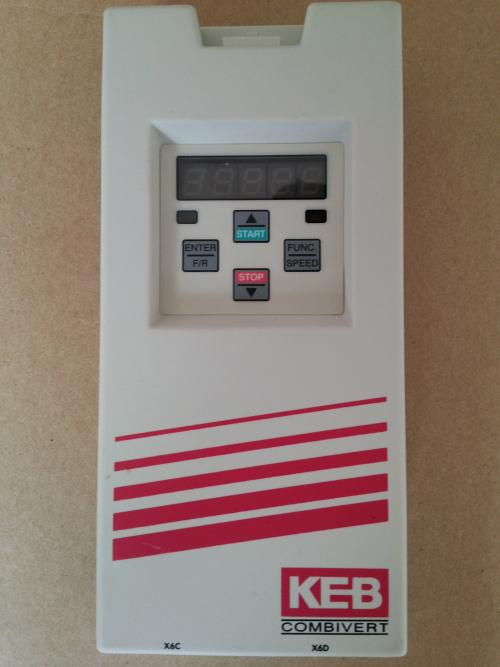 START
ENTER
F/R
FUNC.
SPEED
STOP
KEB
COMBIVERT
X6C
X6D